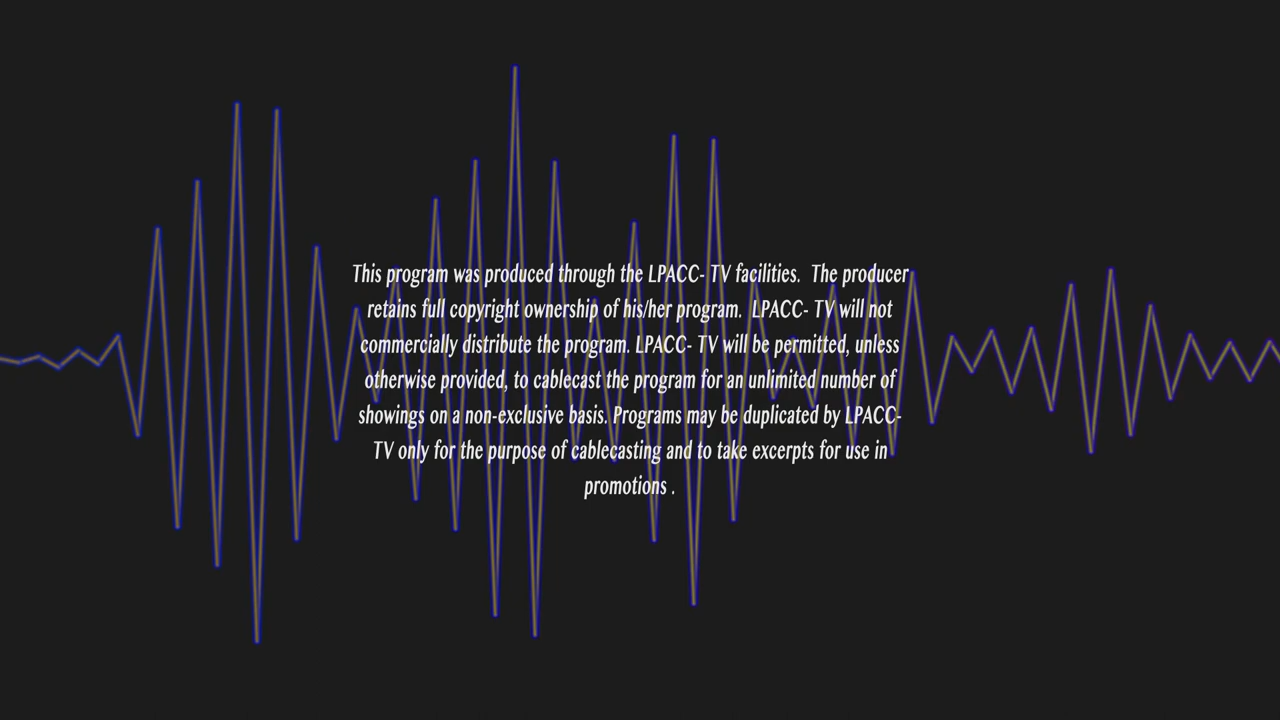 This program was produced through the LPACC- TV facilities.  The producer
retains full copyright ownership of his/her program.  LPACC- TV will not
commercially distribute the program. LPACC- TV will be permitted, unless
otherwise provided, to cablecast the program for an unlimited number of
showings on a non-exclusive basis. Programs may be duplicated by LPACC-
TV only for the purpose of cablecasting and to take excerpts for use in
promotions .